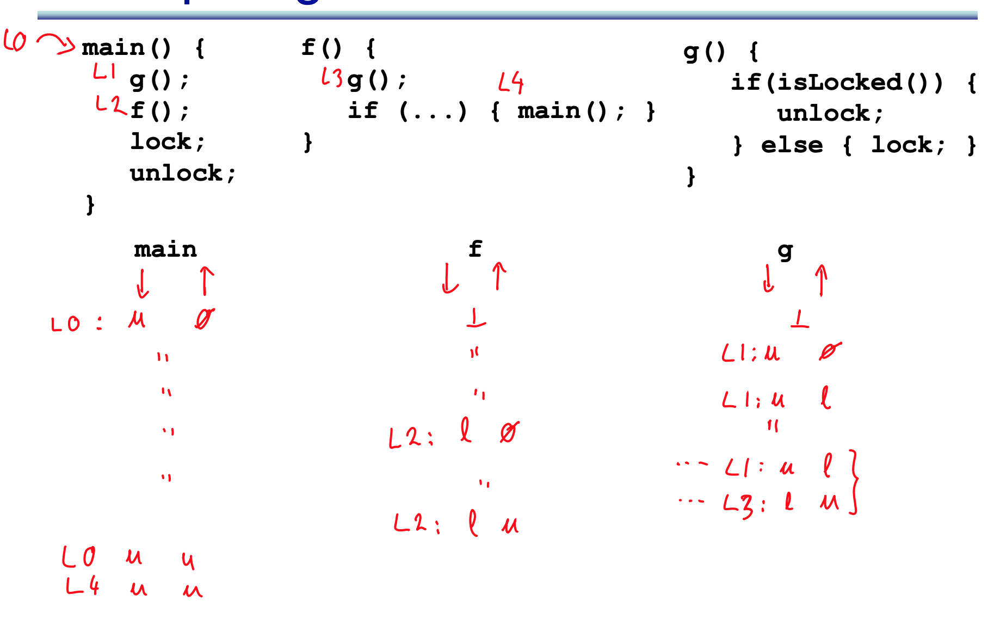 L0 main() { f() { g() {
L1 g(); L3 g(); L4 if(isLocked()) {
L2 f(); if (...) { main(); } unlock;
lock; } } else { lock; }
unlock; }
}
main f g
↓ ↑ ↓ ↑ ↓ ↑
L0 : u ∅ ⊥ ⊥
" " L1: u ∅
" " L1: u l
" L2: l ∅ "
" " --- L1: u l }
L2: l u --- L3: l u
L0 u u
L4 u u